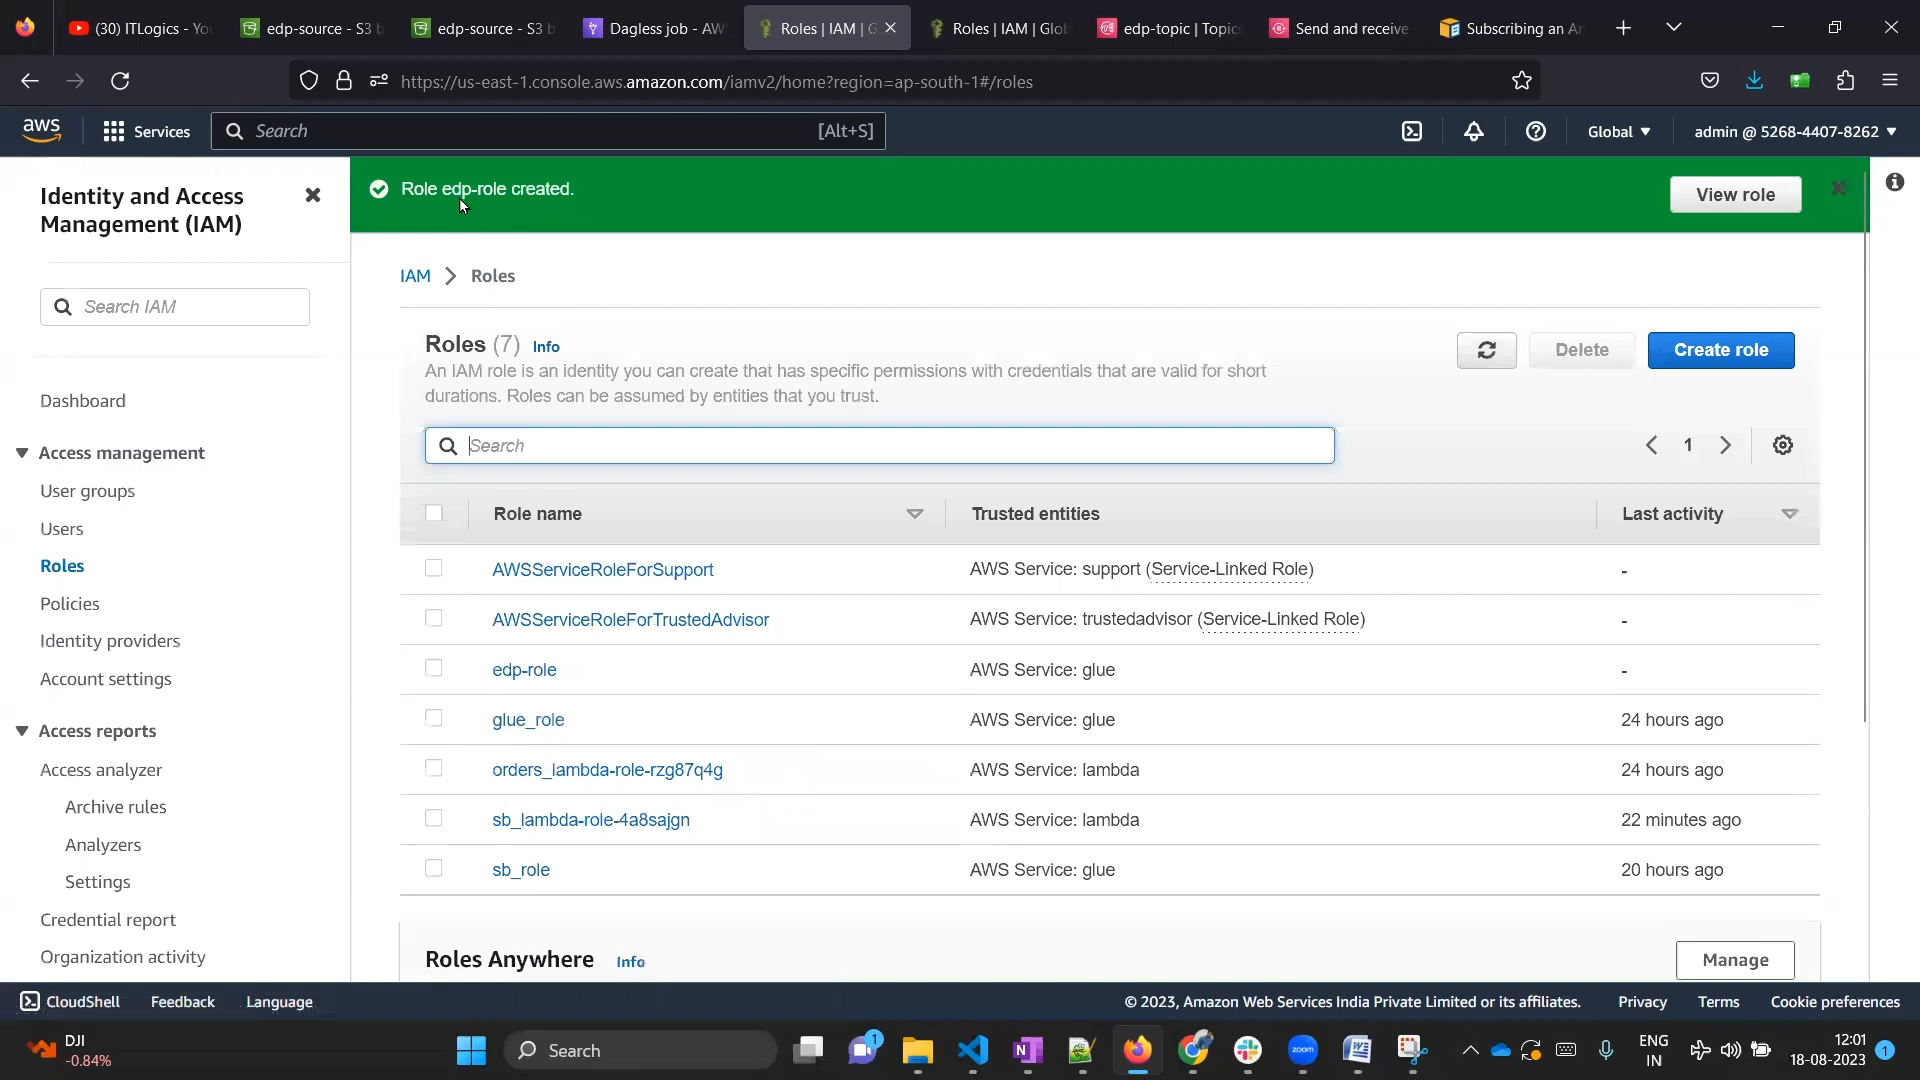 (30) ITLogics - Yo
edp-source - S3 b
edp-source - S3 b
Dagless job - AW
Roles | IAM | G
Roles | IAM | Glob
edp-topic | Topic
Send and receive
Subscribing an A
https://us-east-1.console.aws.amazon.com/iamv2/home?region=ap-south-1#/roles
aws
Services
Search
[Alt+S]
Global
admin @ 5268-4407-8262
Identity and Access
Management (IAM)
Search IAM
Dashboard
Access management
User groups
Users
Roles
Policies
Identity providers
Account settings
Access reports
Access analyzer
Archive rules
Analyzers
Settings
Credential report
Organization activity
Role edp-role created.
View role
IAM
Roles
Roles (7) Info
An IAM role is an identity you can create that has specific permissions with credentials that are valid for short
durations. Roles can be assumed by entities that you trust.
Delete
Create role
Search
1
Role name
Trusted entities
Last activity
AWSServiceRoleForSupport
AWS Service: support (Service-Linked Role)
-
AWSServiceRoleForTrustedAdvisor
AWS Service: trustedadvisor (Service-Linked Role)
-
edp-role
AWS Service: glue
-
glue_role
AWS Service: glue
24 hours ago
orders_lambda-role-rzg87q4g
AWS Service: lambda
24 hours ago
sb_lambda-role-4a8sajgn
AWS Service: lambda
22 minutes ago
sb_role
AWS Service: glue
20 hours ago
Roles Anywhere Info
Manage
CloudShell
Feedback
Language
© 2023, Amazon Web Services India Private Limited or its affiliates.
Privacy
Terms
Cookie preferences
DJI
-0.84%
Search
1
zoom
ENG
IN
12:01
18-08-2023
1